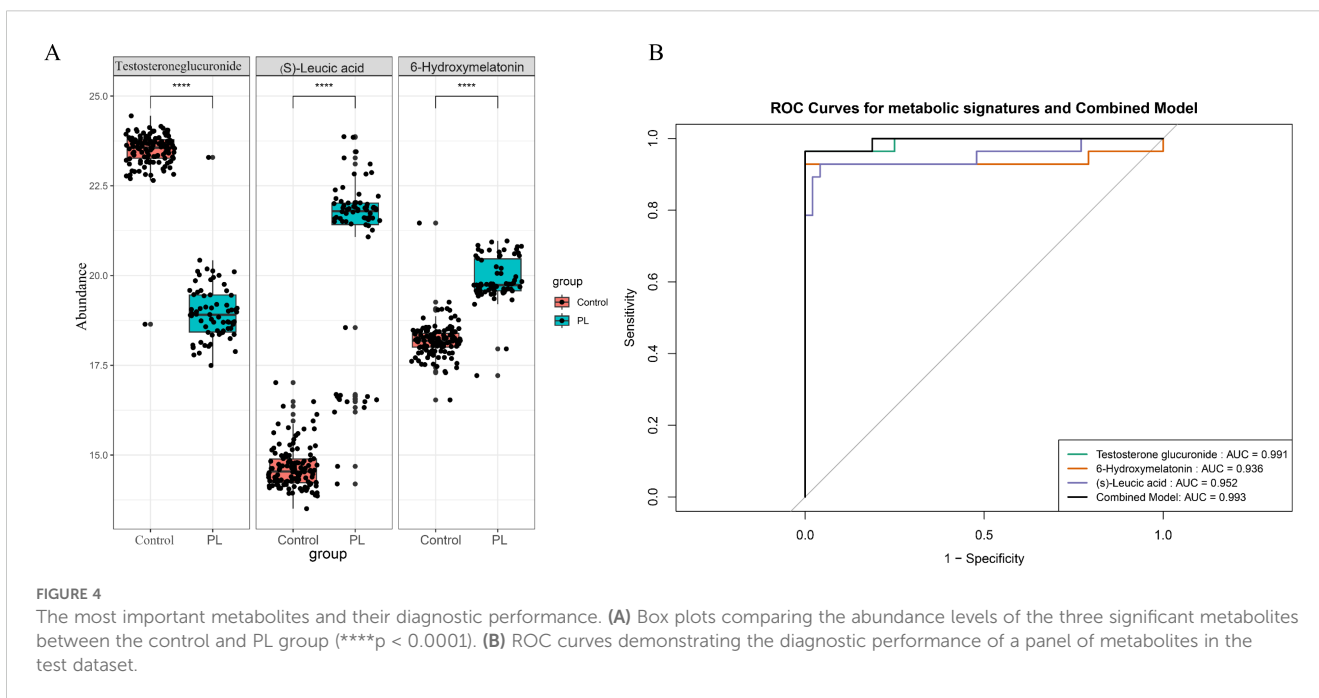 A
Testosteroneglucuronide
(S)-Leucic acid
6-Hydroxymelatonin
****
****
****
25.0
22.5
20.0
17.5
15.0
Abundance
Control
PL
Control
PL
Control
PL
group
group
Control
PL
B
ROC Curves for metabolic signatures and Combined Model
1.0
0.8
0.6
0.4
0.2
0.0
Sensitivity
Testosterone glucuronide : AUC = 0.991
6-Hydroxymelatonin : AUC = 0.936
(s)-Leucic acid : AUC = 0.952
Combined Model: AUC = 0.993
0.0
0.5
1.0
1 − Specificity
FIGURE 4
The most important metabolites and their diagnostic performance. (A) Box plots comparing the abundance levels of the three significant metabolites
between the control and PL group (****p < 0.0001). (B) ROC curves demonstrating the diagnostic performance of a panel of metabolites in the
test dataset.